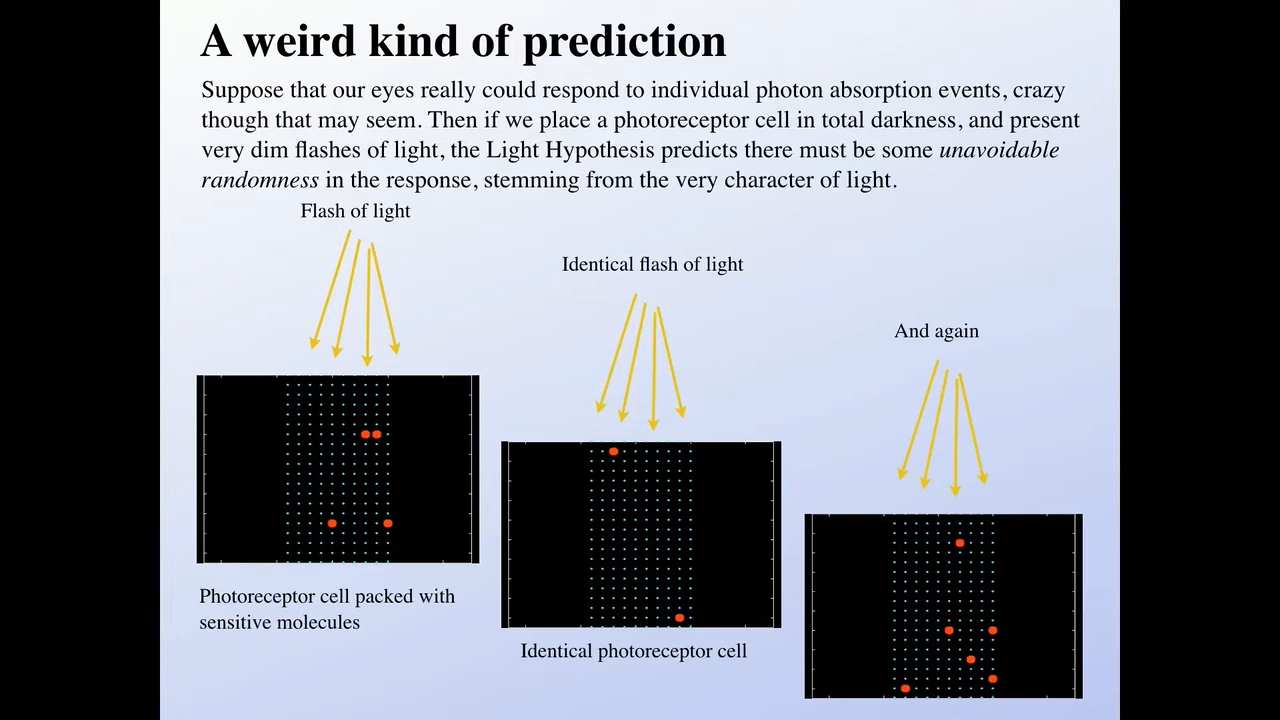 A weird kind of prediction
Suppose that our eyes really could respond to individual photon absorption events, crazy
though that may seem. Then if we place a photoreceptor cell in total darkness, and present
very dim flashes of light, the Light Hypothesis predicts there must be some unavoidable
randomness in the response, stemming from the very character of light.
Flash of light
Identical flash of light
And again
Photoreceptor cell packed with
sensitive molecules
Identical photoreceptor cell